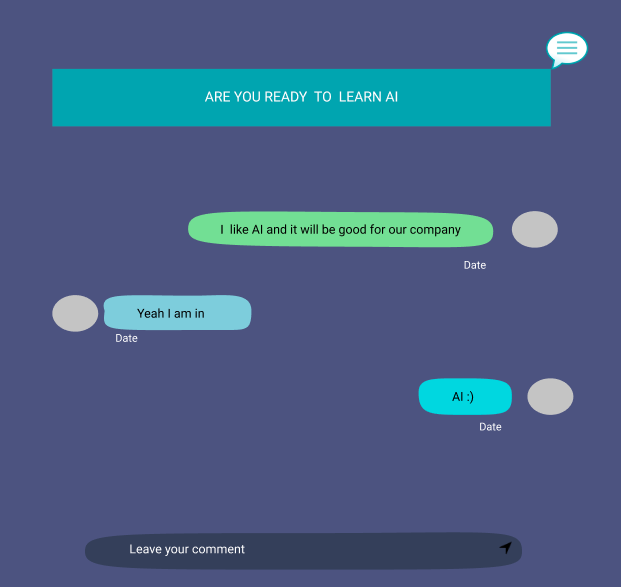 ARE YOU READY  TO  LEARN AI
I  like AI and it will be good for our company
Date
Yeah I am in
Date
AI :)
Date
Leave your comment